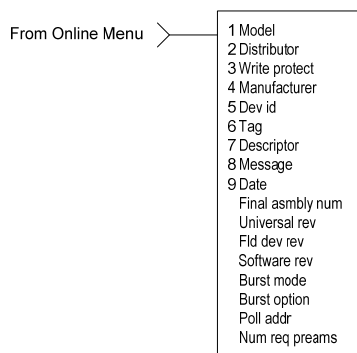 From Online Menu
1 Model
2 Distributor
3 Write protect
4 Manufacturer
5 Dev id
6 Tag
7 Descriptor
8 Message
9 Date
Final asmbly num
Universal rev
Fld dev rev
Software rev
Burst mode
Burst option
Poll addr
Num req preams